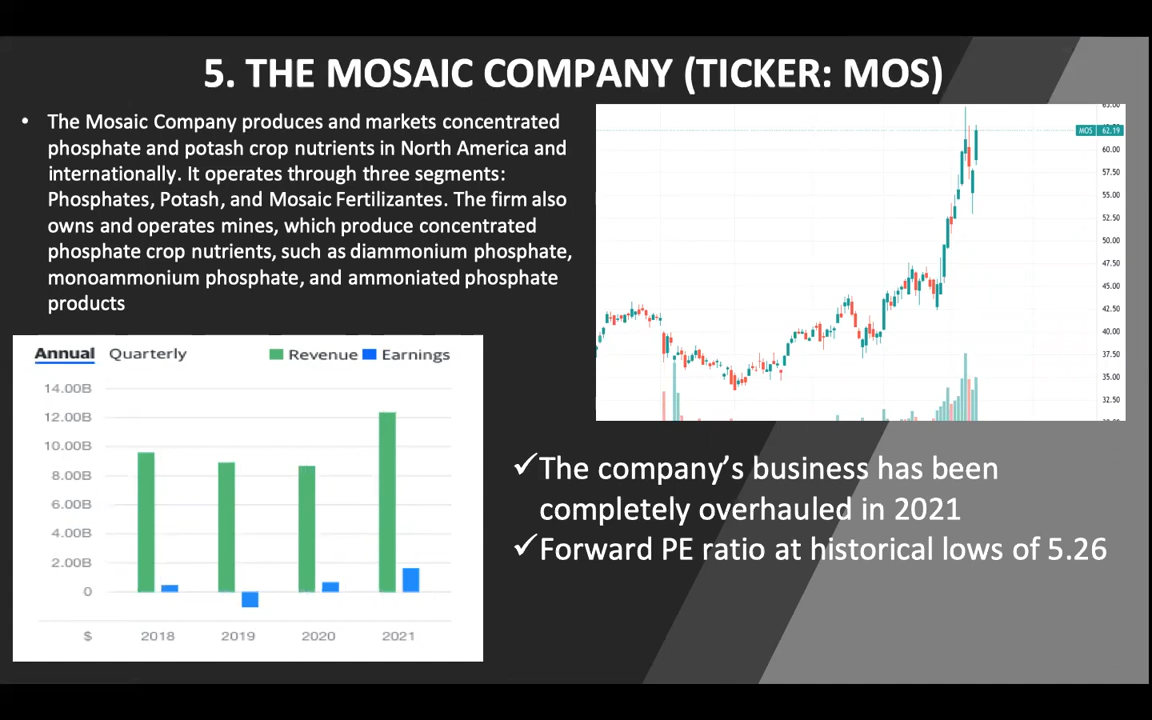 5. THE MOSAIC COMPANY (TICKER: MOS)
• The Mosaic Company produces and markets concentrated
phosphate and potash crop nutrients in North America and
internationally. It operates through three segments:
Phosphates, Potash, and Mosaic Fertilizantes. The firm also
owns and operates mines, which produce concentrated
phosphate crop nutrients, such as diammonium phosphate,
monoammonium phosphate, and ammoniated phosphate
products
MOS 62.19
60.00
57.50
55.00
52.50
50.00
47.50
45.00
42.50
40.00
37.50
35.00
32.50
Annual Quarterly Revenue Earnings
14.00B
12.00B
10.00B
8.00B
6.00B
4.00B
2.00B
0
$ 2018 2019 2020 2021
✓The company’s business has been
completely overhauled in 2021
✓Forward PE ratio at historical lows of 5.26